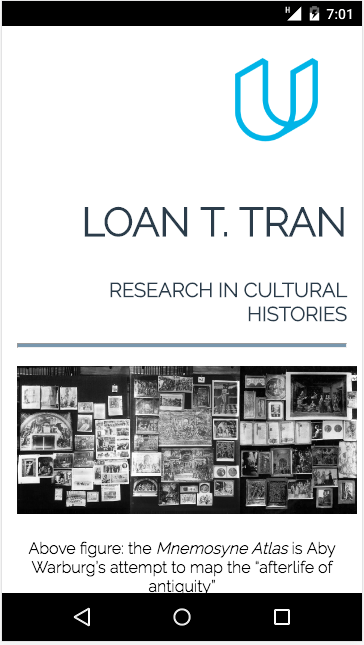 H
7:01
LOAN T. TRAN
RESEARCH IN CULTURAL
HISTORIES
Above figure: the Mnemosyne Atlas is Aby
Warburg's attempt to map the “afterlife of
antiquity”